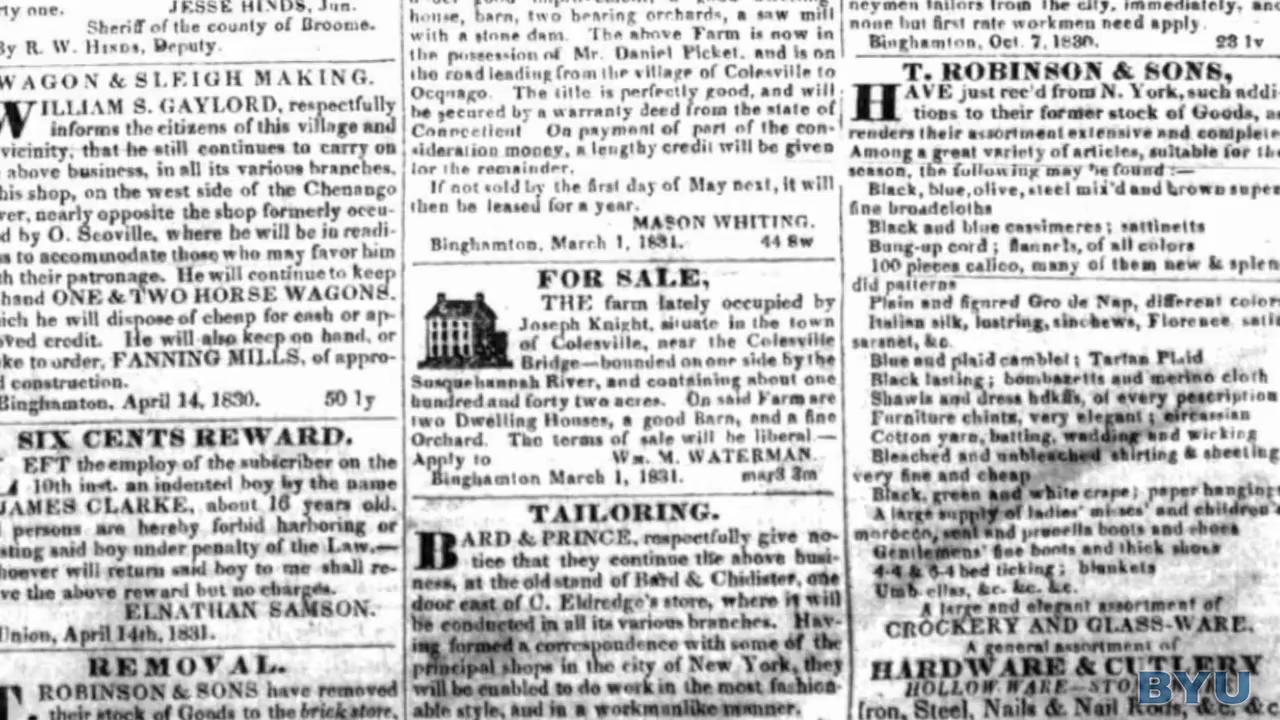 rty one. JESSE HINDS, Jun.
Sheriff of the county of Broome.
By R. W. HINDS, Deputy.
WAGON & SLEIGH MAKING.
WILLIAM S. GAYLORD, respectfully
informs the citizens of this village and
vicinity, that he still continues to carry on
above business, in all its various branches,
his shop, on the west side of the Chenango
ver, nearly opposite the shop formerly occu-
d by O. Scoville, where he will be in readi-
s to accommodate those who may favor him
th their patronage. He will continue to keep
hand ONE & TWO HORSE WAGONS,
ich he will dispose of cheap for cash or ap-
oved credit. He will also keep on hand, or
ke to order, FANNING MILLS, of appro-
d construction.
Binghamton, April 14, 1830. 50 1y
SIX CENTS REWARD.
EFT the employ of the subscriber on the
10th inst. an indented boy by the name
JAMES CLARKE, about 16 years old.
persons are hereby forbid harboring or
sting said boy under penalty of the Law.—
hoever will return said boy to me shall re-
ve the above reward but no charges.
ELNATHAN SAMSON.
Union, April 14th, 1831.
REMOVAL.
T ROBINSON & SONS have removed
their stock of Goods to the brick store,
house, barn, two bearing orchards, a saw mill
with a stone dam. The above Farm is now in
the possession of Mr. Daniel Picket, and is on
the road leading from the village of Colesville to
Ocquago. The title is perfectly good, and will
be secured by a warranty deed from the state of
Connecticut On payment of part of the con-
sideration money, a lengthy credit will be given
for the remainder.
If not sold by the first day of May next, it will
then be leased for a year.
MASON WHITING.
Binghamton, March 1, 1831. 44 8w
FOR SALE,
THE farm lately occupied by
Joseph Knight, situate in the town
of Colesville, near the Colesville
Bridge—bounded on one side by the
Susquehannah River, and containing about one
hundred and forty two acres. On said Farm are
two Dwelling Houses, a good Barn, and a fine
Orchard. The terms of sale will be liberal.—
Apply to WM. M. WATERMAN.
Binghamton March 1, 1831. mar3 3m
TAILORING.
BARD & PRINCE, respectfully give no-
tice that they continue the above busi-
ness, at the old stand of Bard & Chidister, one
door east of C. Eldredge's store, where it will
be conducted in all its various branches. Hav-
ing formed a correspondence with some of the
principal shops in the city of New York, they
will be enabled to do work in the most fashion-
able style, and in a workmanlike manner.
neymen tailors from the city, immediately, and
none but first rate workmen need apply.
Binghamton, Oct. 7, 1830. 23 1v
T. ROBINSON & SONS,
HAVE just rec'd from N. York, such addi-
tions to their former stock of Goods, as
renders their assortment extensive and complete
Among a great variety of articles, suitable for the
season, the following may be found :—
Black, blue, olive, steel mix'd and brown super
fine broadcloths
Black and blue cassimeres ; sattinetts
Bung-up cord ; flannels, of all colors
100 pieces calico, many of them new & splen
did patterns
Plain and figured Gro de Nap, different color
Italian silk, lustring, sinchews, Florence satin
sarsnet, &c.
Blue and plaid camblet ; Tartan Plaid
Black lasting ; bombazetts and merino cloth
Shawls and dress hdkfs, of every pescription
Furniture chintz, very elegant ; circassian
Cotton yarn, batting, wadding and wicking
Bleached and unbleached shirting & sheeting
very fine and cheap
Black, green and white crape ; paper hangings
A large supply of ladies' misses' and children's
morocco, seal and prunella boots and shoes
Gentlemens' fine boots and thick shoes
4-4 & 6-4 bed ticking ; blankets
Umb ellas, &c. &c. &c.
A large and elegant assortment of
CROCKERY AND GLASS-WARE.
A general assortment of
HARDWARE & CUTLERY
HOLLOW WARE—
Iron, Steel, Nails & Nail &c &c
BYU